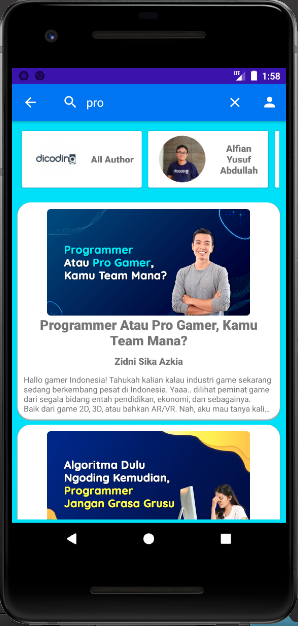 LTE 1:58
pro
dicoding
All Author
Alfian
Yusuf
Abdullah
Programmer
Atau Pro Gamer,
Kamu Team Mana?
Programmer Atau Pro Gamer, Kamu
Team Mana?
Zidni Sika Azkia
Hallo gamer Indonesia! Tahukah kalian kalau industri game sekarang
sedang berkembang pesat di Indonesia. Yaaa.. dilihat peminat game
dari segala bidang entah pendidikan, ekonomi, dan sebagainya.
Baik dari game 2D, 3D, atau bahkan AR/VR. Nah, aku mau tanya kali...
Algoritma Dulu
Ngoding Kemudian,
Programmer
Jangan Grasa Grusu